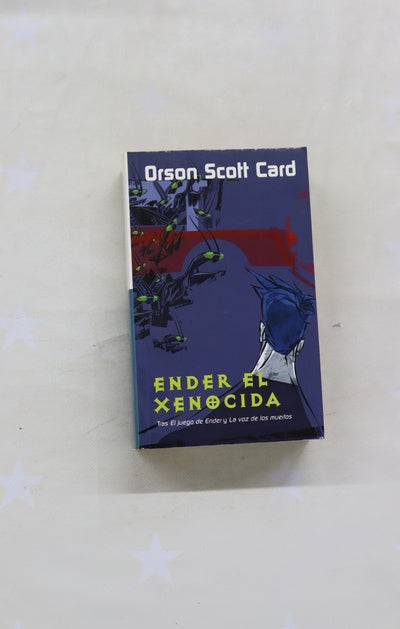 Orson Scott Card
ENDER EL
XENOCIDA
Tras El juego de Ender y La voz de los muertos